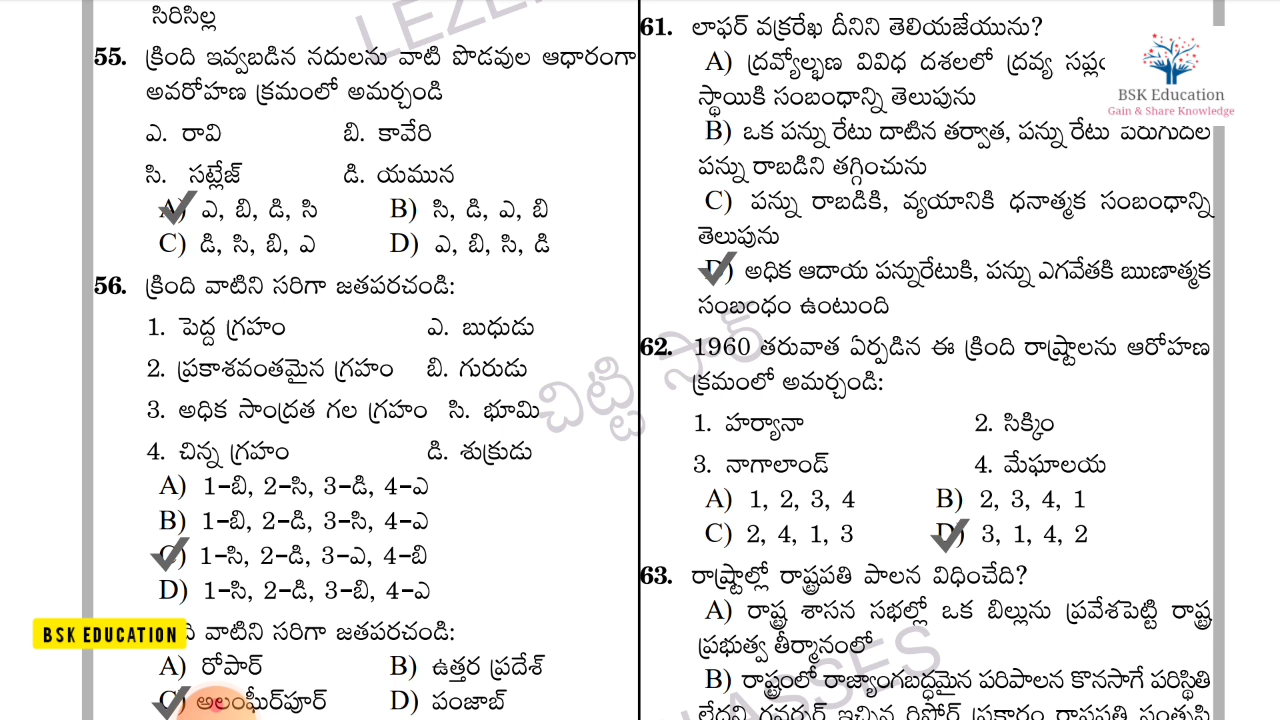 సిరిసిల్ల
55. క్రింది ఇవ్వబడిన నదులను వాటి పొడవుల ఆధారంగా
అవరోహణ క్రమంలో అమర్చండి
ఎ. రావి బి. కావేరి
సి. సట్లేజ్ డి. యమున
A) ఎ, బి, డి, సి B) సి, డి, ఎ, బి
C) డి, సి, బి, ఎ D) ఎ, బి, సి, డి
56. క్రింది వాటిని సరిగా జతపరచండి:
1. పెద్ద గ్రహం ఎ. బుధుడు
2. ప్రకాశవంతమైన గ్రహం బి. గురుడు
3. అధిక సాంద్రత గల గ్రహం సి. భూమి
4. చిన్న గ్రహం డి. శుక్రుడు
A) 1-బి, 2-సి, 3-డి, 4-ఎ
B) 1-బి, 2-డి, 3-సి, 4-ఎ
C) 1-సి, 2-డి, 3-ఎ, 4-బి
D) 1-సి, 2-డి, 3-బి, 4-ఎ
BSK EDUCATION
వాటిని సరిగా జతపరచండి:
A) రోపార్ B) ఉత్తర ప్రదేశ్
C) అలంఘీర్‌పూర్ D) పంజాబ్
61. లాఫర్ వక్రరేఖ దీనిని తెలియజేయును?
A) ద్రవ్యోల్బణ వివిధ దశలలో ద్రవ్య
స్థాయికి సంబంధాన్ని తెలుపును
B) ఒక పన్ను రేటు దాటిన తర్వాత, పన్ను రేటు పెరుగుదల
పన్ను రాబడిని తగ్గించును
C) పన్ను రాబడికి, వ్యయానికి ధనాత్మక సంబంధాన్ని
తెలుపును
D) అధిక ఆదాయ పన్నురేటుకి, పన్ను ఎగవేతకి ఋణాత్మక
సంబంధం ఉంటుంది
62. 1960 తరువాత ఏర్పడిన ఈ క్రింది రాష్ట్రాలను ఆరోహణ
క్రమంలో అమర్చండి:
1. హర్యానా 2. సిక్కిం
3. నాగాలాండ్ 4. మేఘాలయ
A) 1, 2, 3, 4 B) 2, 3, 4, 1
C) 2, 4, 1, 3 D) 3, 1, 4, 2
63. రాష్ట్రాల్లో రాష్ట్రపతి పాలన విధించేది?
A) రాష్ట్ర శాసన సభల్లో ఒక బిల్లును ప్రవేశపెట్టి రాష్ట్ర
ప్రభుత్వ తీర్మానంలో
B) రాష్ట్రంలో రాజ్యాంగబద్ధమైన పరిపాలన కొనసాగే పరిస్థితి
BSK Education
Gain & Share Knowledge
చిట్టి సార్